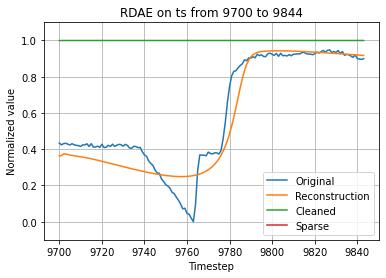 RDAE on ts from 9700 to 9844
Normalized value
1.0
0.8
0.6
0.4
0.2
0.0
Original
Reconstruction
Cleaned
Sparse
9700 9720 9740 9760 9780 9800 9820 9840
Timestep